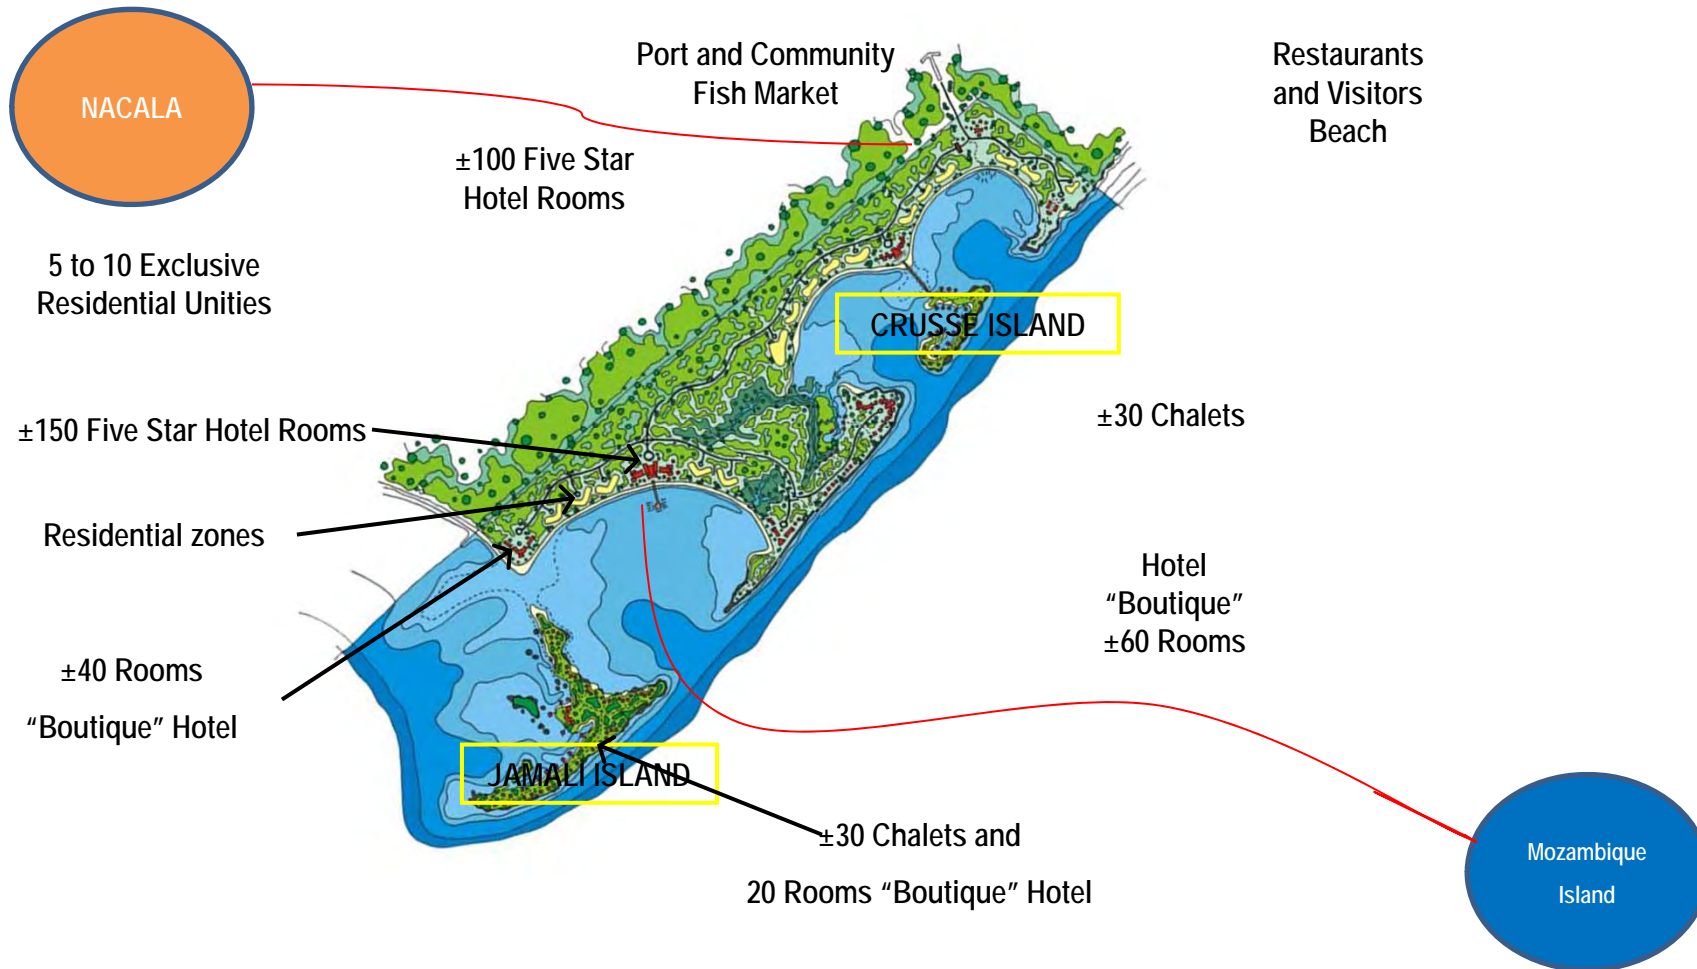 NACALA
Port and Community
Fish Market
Restaurants
and Visitors
Beach
±100 Five Star
Hotel Rooms
5 to 10 Exclusive
Residential Unities
CRUSSE ISLAND
±30 Chalets
±150 Five Star Hotel Rooms
Residential zones
Hotel
“Boutique”
±60 Rooms
±40 Rooms
“Boutique” Hotel
JAMALI ISLAND
±30 Chalets and
20 Rooms “Boutique” Hotel
Mozambique
Island